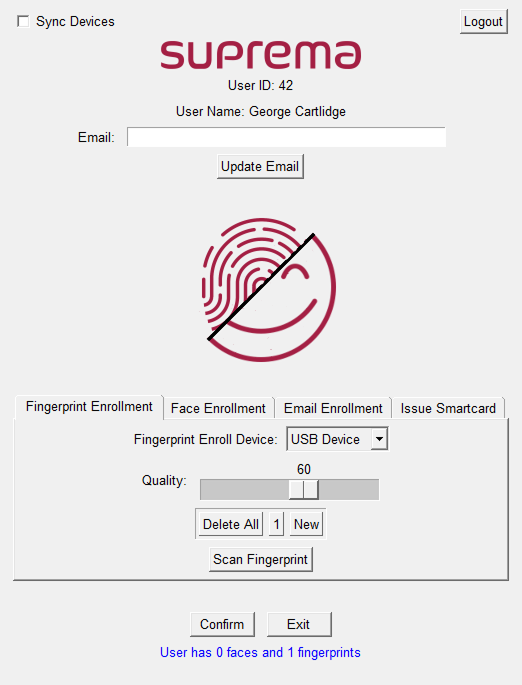 Sync Devices
Logout
suprema
User ID: 42
User Name: George Cartlidge
Email:
Update Email
Fingerprint Enrollment
Face Enrollment
Email Enrollment
Issue Smartcard
Fingerprint Enroll Device: USB Device
60
Quality:
Delete All 1 New
Scan Fingerprint
Confirm
Exit
User has 0 faces and 1 fingerprints